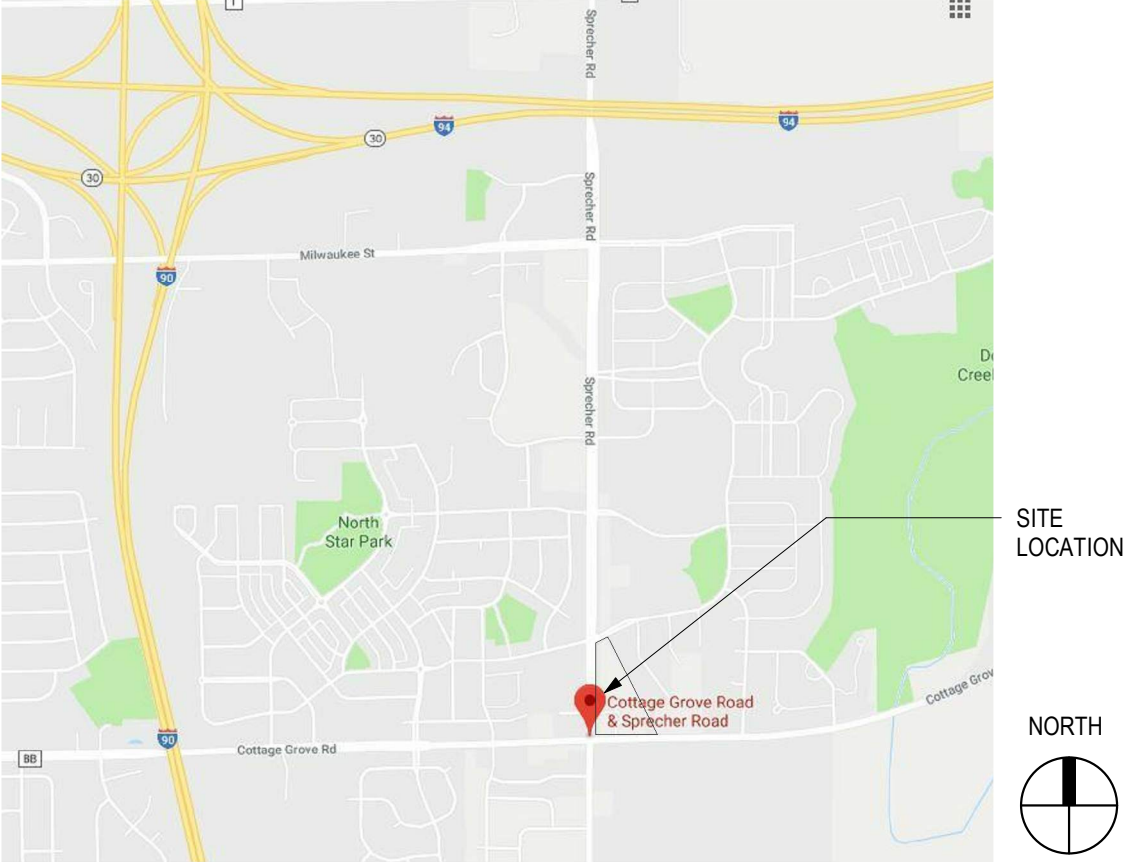 Sprecher Rd
94
94
30
30
Sprecher Rd
Milwaukee St
90
Sprecher Rd
North
Star Park
SITE
LOCATION
Cottage Grove Road
& Sprecher Road
Cottage Grove Rd
90
BB
NORTH